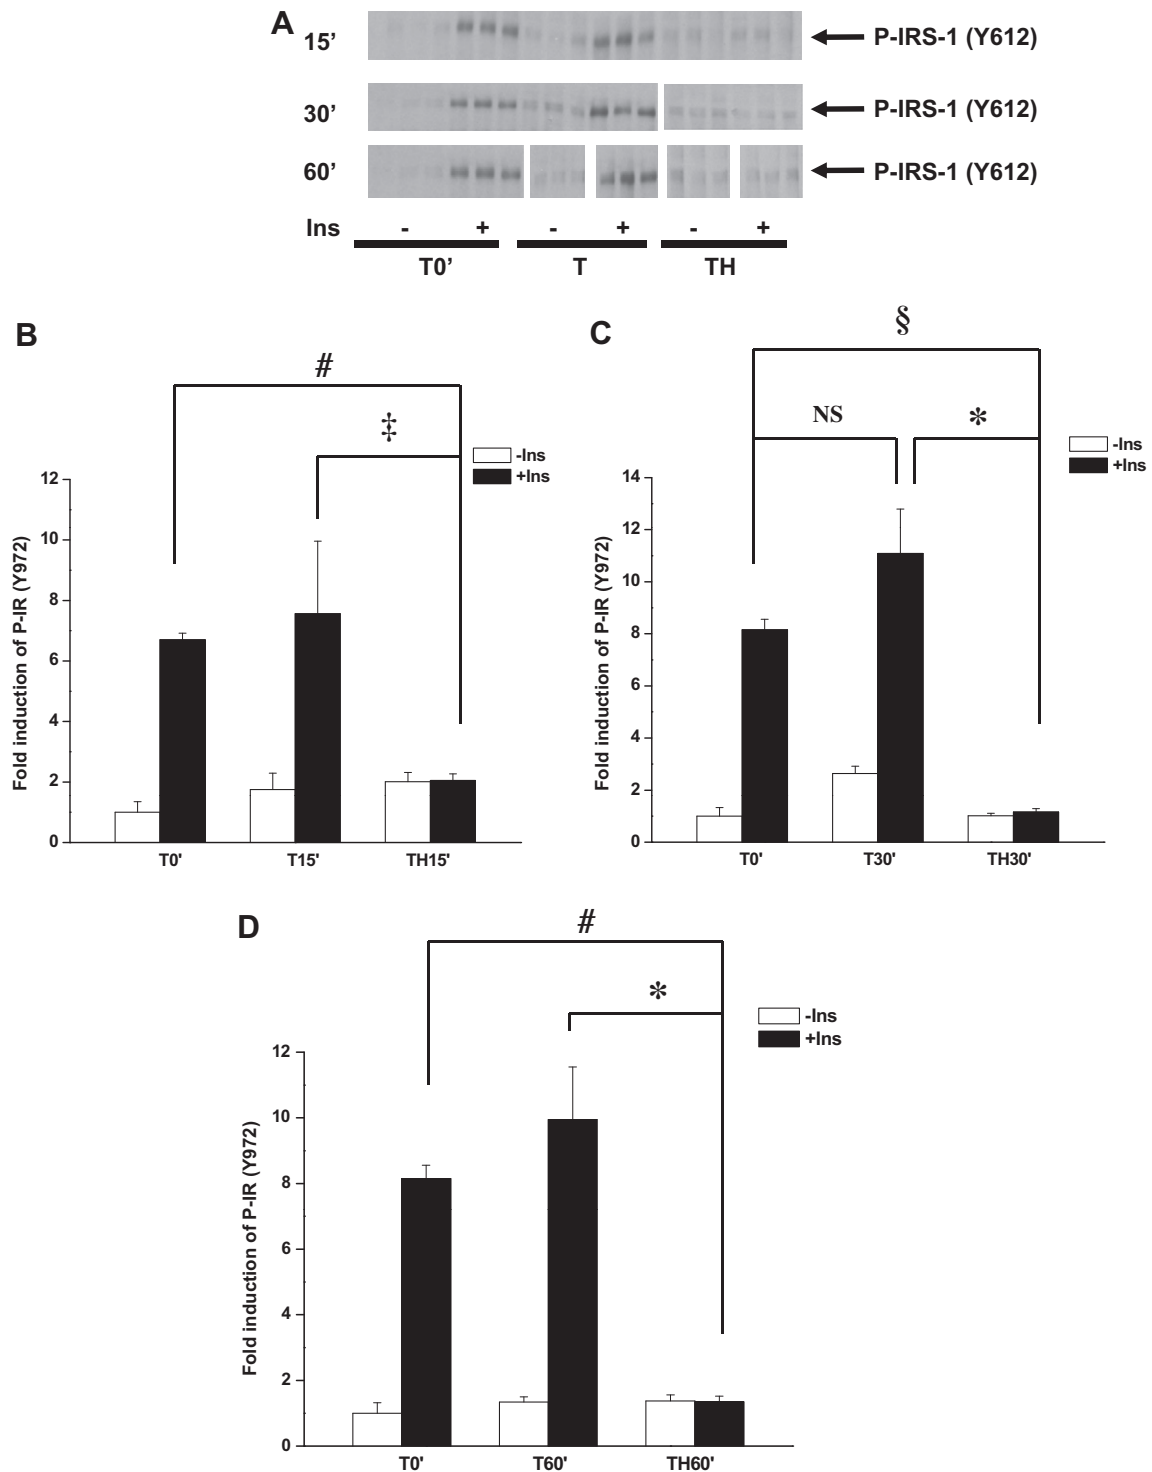 A
15’ P-IRS-1 (Y612)
30’ P-IRS-1 (Y612)
60’ P-IRS-1 (Y612)
Ins - + - + - +
T0’ T TH
B
#
‡
-Ins
+Ins
Fold induction of P-IR (Y972)
12
10
8
6
4
2
0
T0' T15' TH15'
C
§
NS *
-Ins
+Ins
Fold induction of P-IR (Y972)
14
12
10
8
6
4
2
0
T0' T30' TH30'
D
#
*
-Ins
+Ins
Fold induction of P-IR (Y972)
12
10
8
6
4
2
0
T0' T60' TH60'